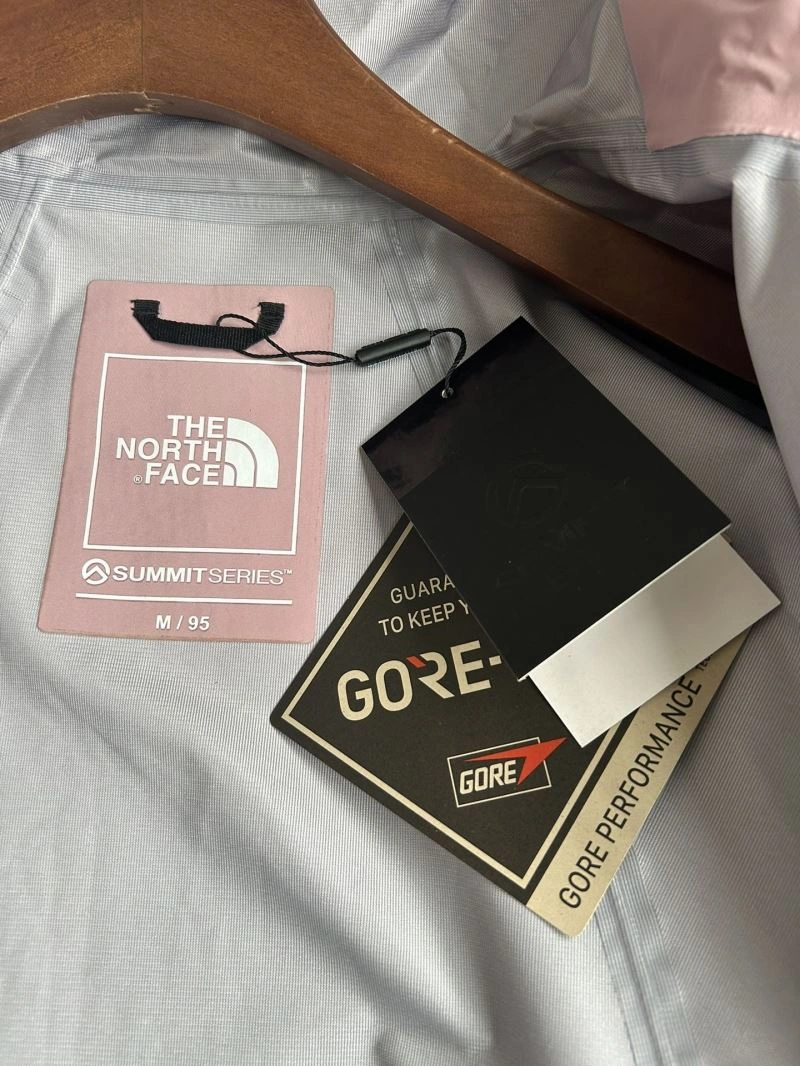 THE
NORTH
®FACE
SUMMIT SERIES™
M / 95
GUARA
TO KEEP Y
GORE-
GORE
GORE PERFORMANCE